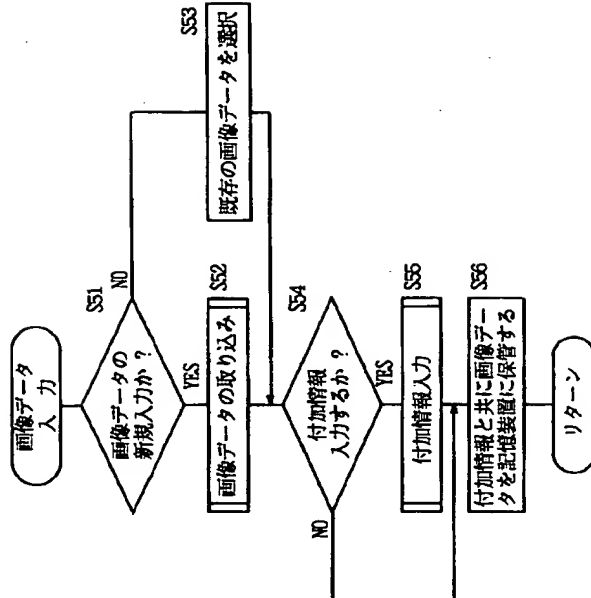 画像データ
入 力
S51
画像データの
新規入力か？
NO
YES
S52
画像データの取り込み
S53
既存の画像データを選択
S54
付加情報
入力するか？
NO
YES
S55
付加情報入力
S56
付加情報と共に画像デー
タを記憶装置に保管する
リターン